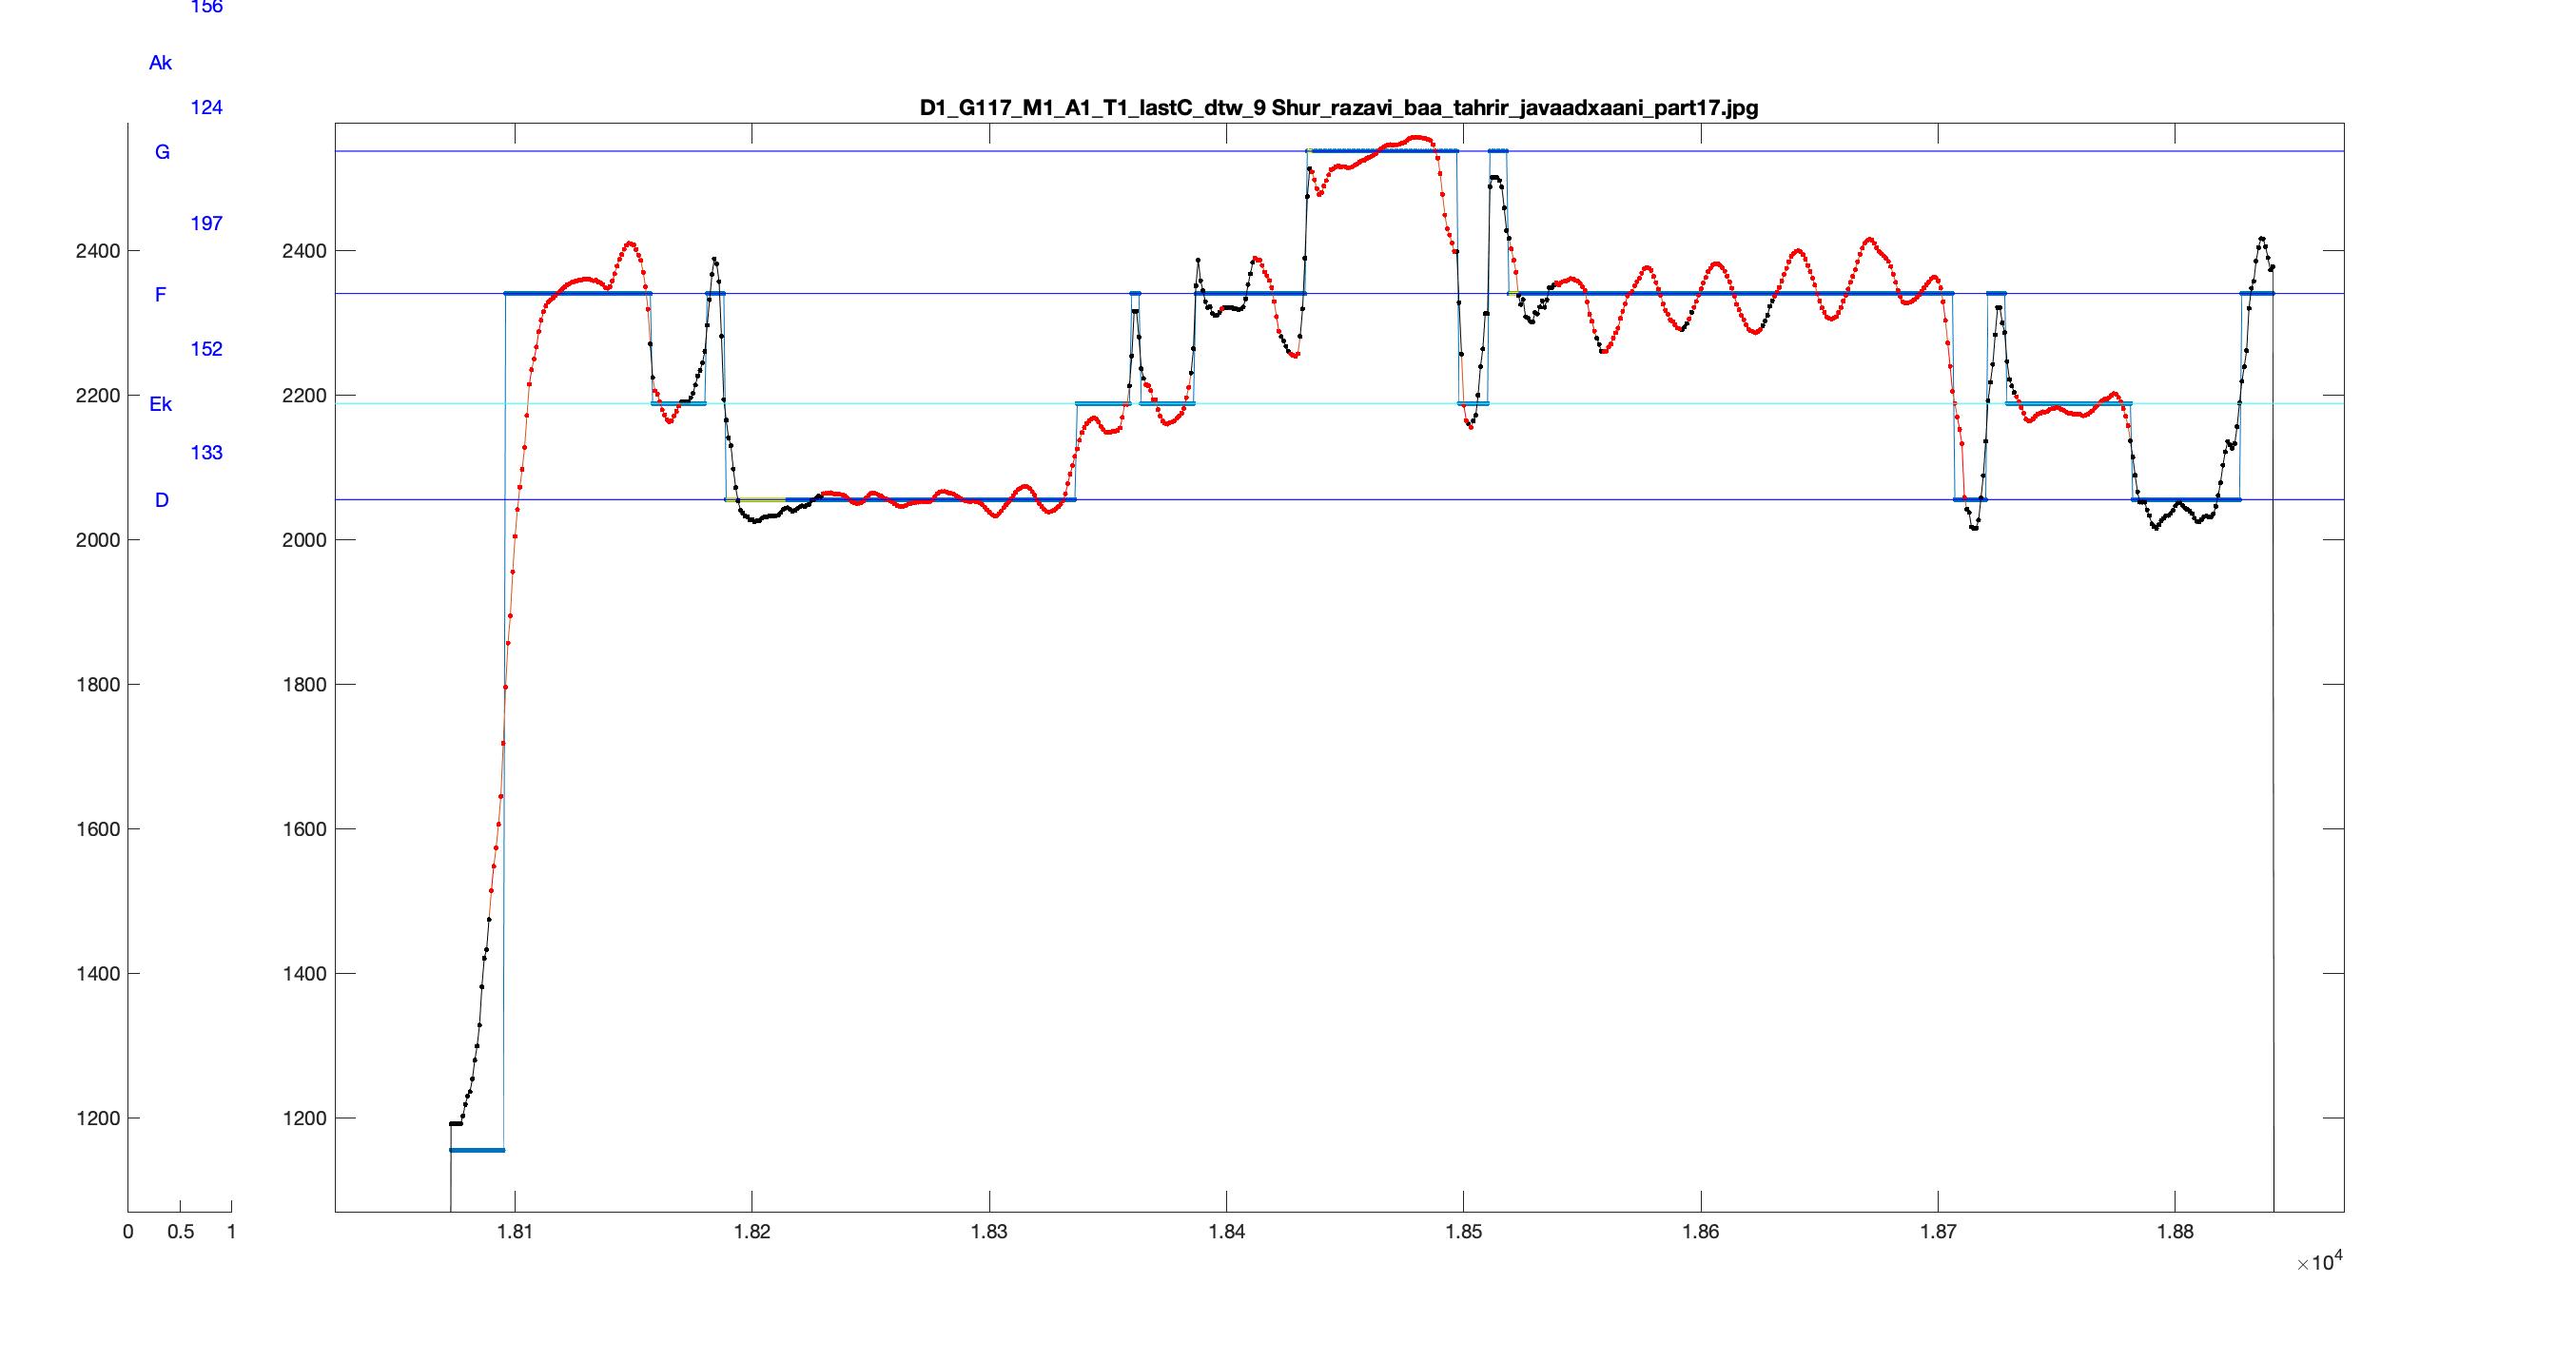 156
Ak
124
D1_G117_M1_A1_T1_lastC_dtw_9 Shur_razavi_baa_tahrir_javaadxaani_part17.jpg
G
197
2400 2400
F
152
2200 Ek 2200
133
D
2000 2000
1800 1800
1600 1600
1400 1400
1200 1200
0 0.5 1 1.81 1.82 1.83 1.84 1.85 1.86 1.87 1.88
×10^4